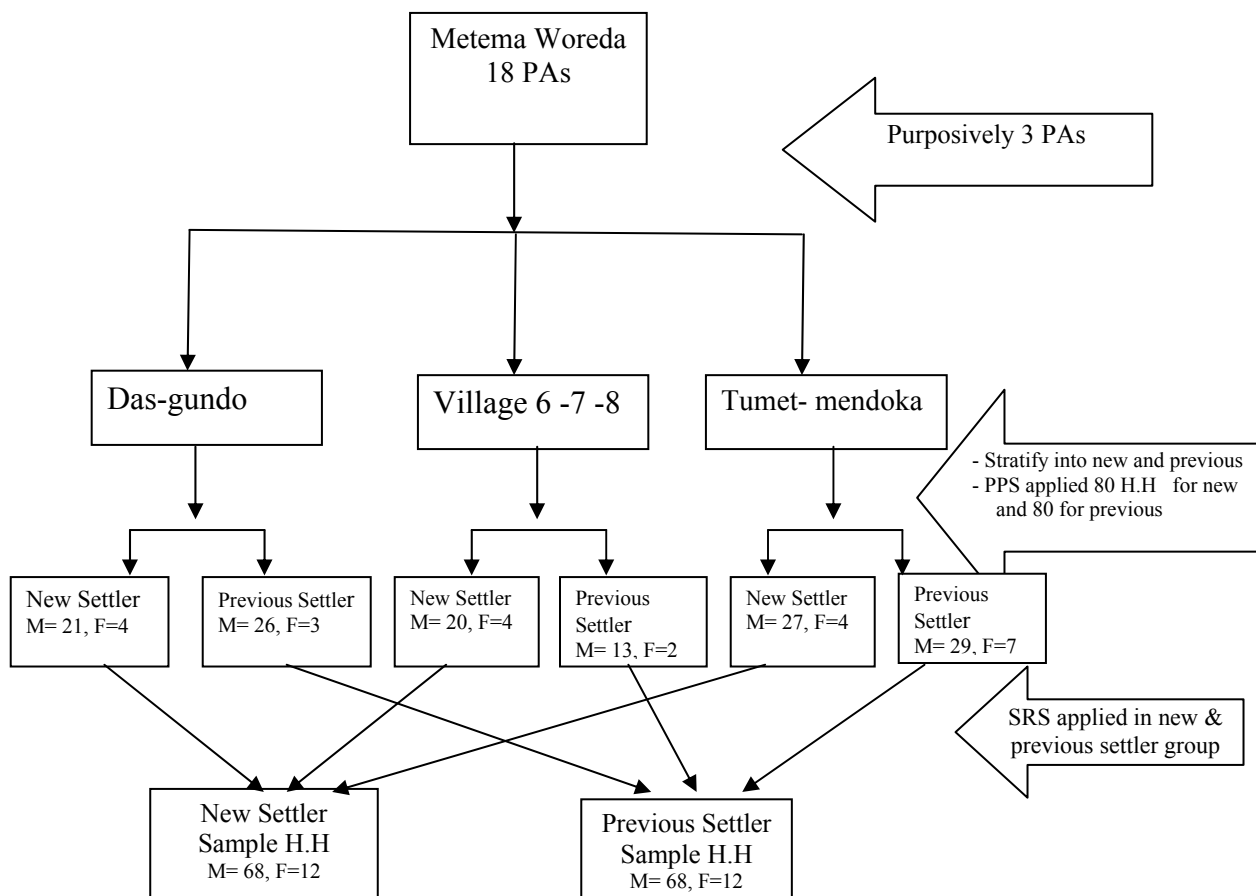 Metema Woreda
18 PAs
Purposively 3 PAs
Das-gundo
Village 6 -7 -8
Tumet- mendoka
- Stratify into new and previous
- PPS applied 80 H.H for new
and 80 for previous
New Settler
M= 21, F=4
Previous Settler
M= 26, F=3
New Settler
M= 20, F=4
Previous
Settler
M= 13, F=2
New Settler
M= 27, F=4
Previous
Settler
M= 29, F=7
SRS applied in new &
previous settler group
New Settler
Sample H.H
M= 68, F=12
Previous Settler
Sample H.H
M= 68, F=12